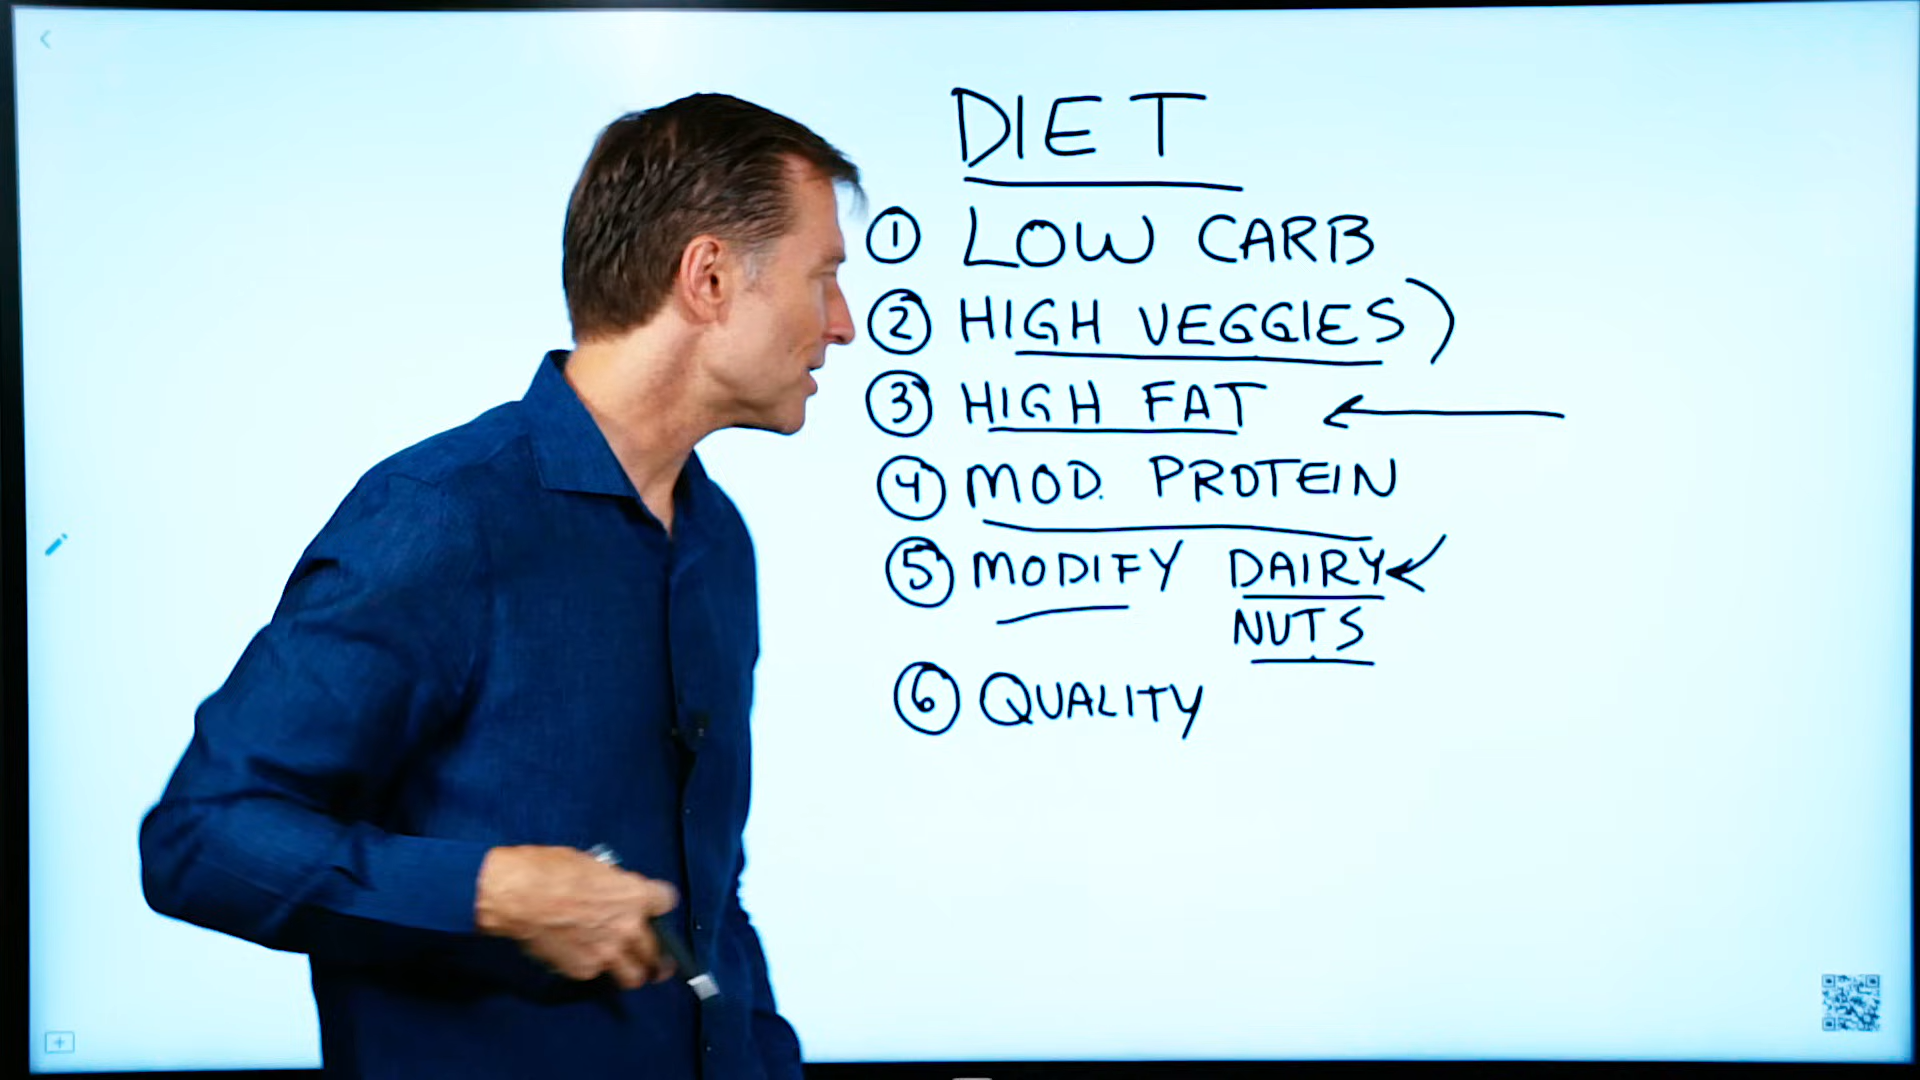 DIET
① LOW CARB
② HIGH VEGGIES)
③ HIGH FAT ←
④ MOD. PROTEIN
⑤ MODIFY DAIRY ←
NUTS
⑥ QUALITY